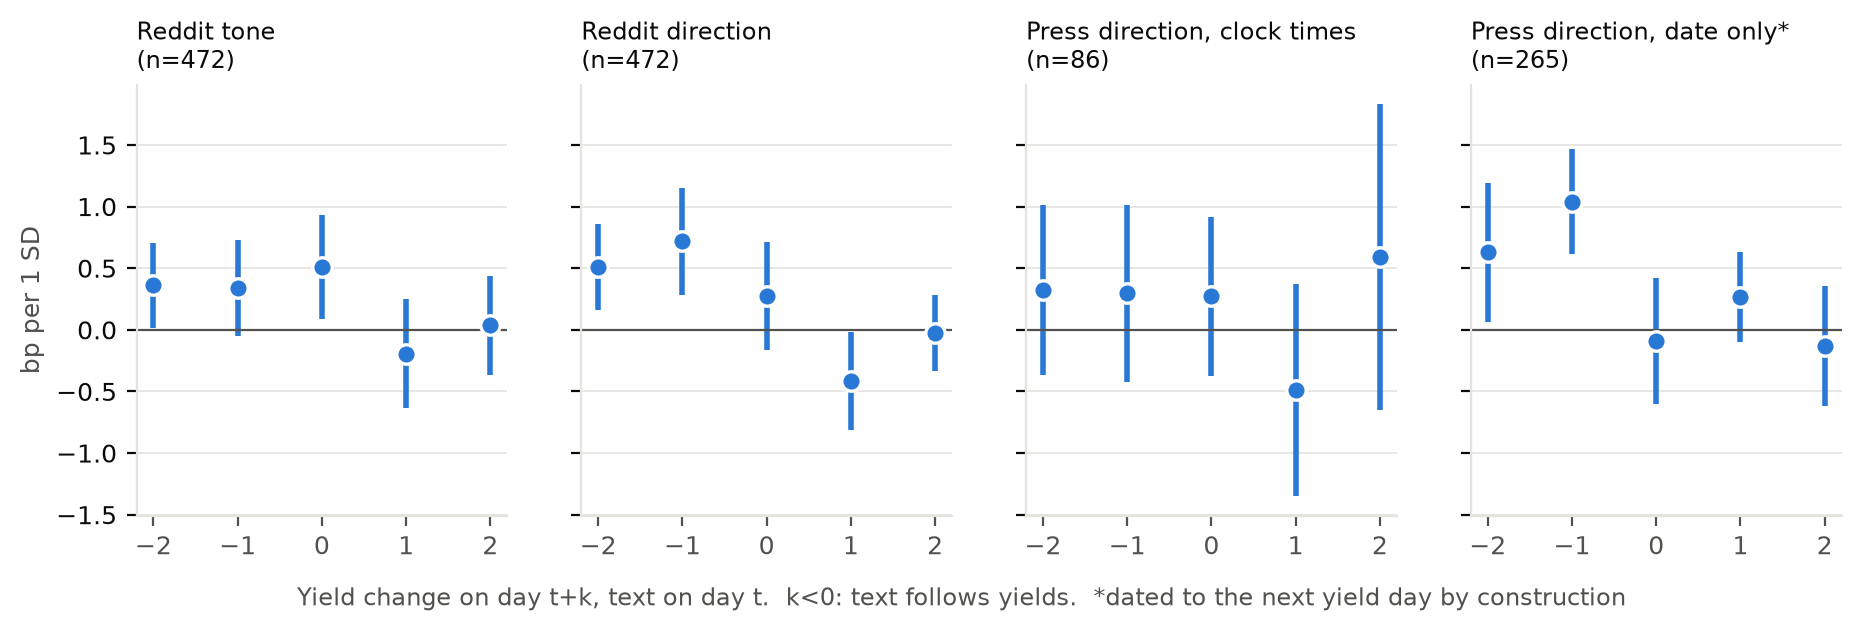 Reddit tone
(n=472)
Reddit direction
(n=472)
Press direction, clock times
(n=86)
Press direction, date only*
(n=265)
bp per 1 SD
1.5
1.0
0.5
0.0
−0.5
−1.0
−1.5
−2 −1 0 1 2
−2 −1 0 1 2
−2 −1 0 1 2
−2 −1 0 1 2
Yield change on day t+k, text on day t.  k<0: text follows yields.  *dated to the next yield day by construction